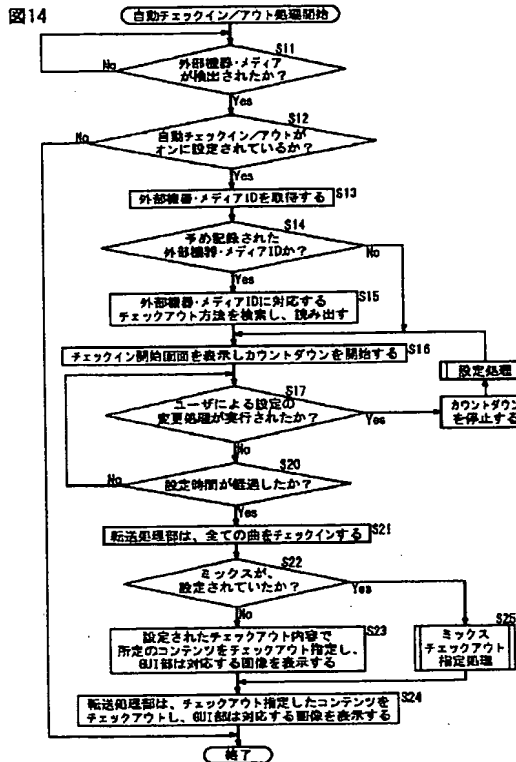 図14
自動チェックイン/アウト処理開始
S11
外部機器・メディア
が検出されたか?
No
Yes
S12
自動チェックイン/アウトが
オンに設定されているか?
No
Yes
外部機器・メディアIDを取得する
S13
S14
予め記録された
外部機器・メディアIDか?
No
Yes
S15
外部機器・メディアIDに対応する
チェックアウト方法を検索し、読み出す
チェックイン開始画面を表示しカウントダウンを開始する
S16
設定処理
S17
ユーザによる設定の
変更処理が実行されたか?
Yes
カウントダウン
を停止する
No
S20
設定時間が経過したか?
No
Yes
転送処理部は、全ての曲をチェックインする
S21
S22
ミックスが、
設定されていたか?
Yes
No
S23
設定されたチェックアウト内容で
所定のコンテンツをチェックアウト指定し、
GUI部は対応する画像を表示する
S25
ミックス
チェックアウト
指定処理
S24
転送処理部は、チェックアウト指定したコンテンツを
チェックアウトし、GUI部は対応する画像を表示する
終了